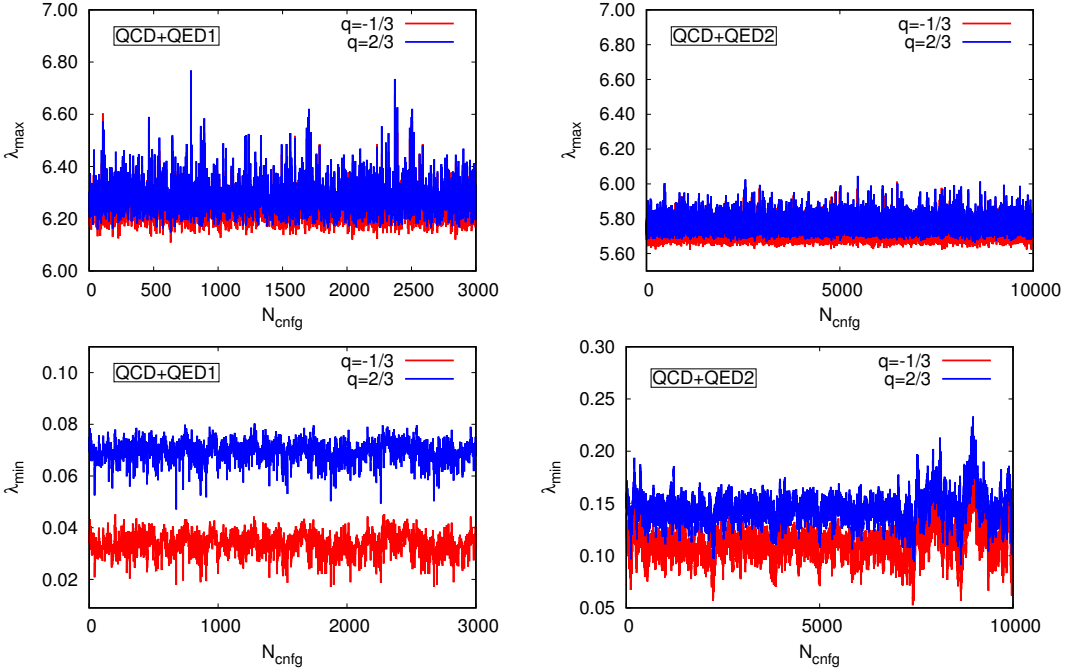 7.00
6.80
6.60
6.40
6.20
6.00
λmax
QCD+QED1
q=-1/3
q=2/3
0 500 1000 1500 2000 2500 3000
Ncnfg
7.00
6.80
6.60
6.40
6.20
6.00
5.80
5.60
λmax
QCD+QED2
q=-1/3
q=2/3
0 5000 10000
Ncnfg
0.10
0.08
0.06
0.04
0.02
λmin
QCD+QED1
q=-1/3
q=2/3
0 1000 2000 3000
Ncnfg
0.30
0.25
0.20
0.15
0.10
0.05
λmin
QCD+QED2
q=-1/3
q=2/3
0 5000 10000
Ncnfg